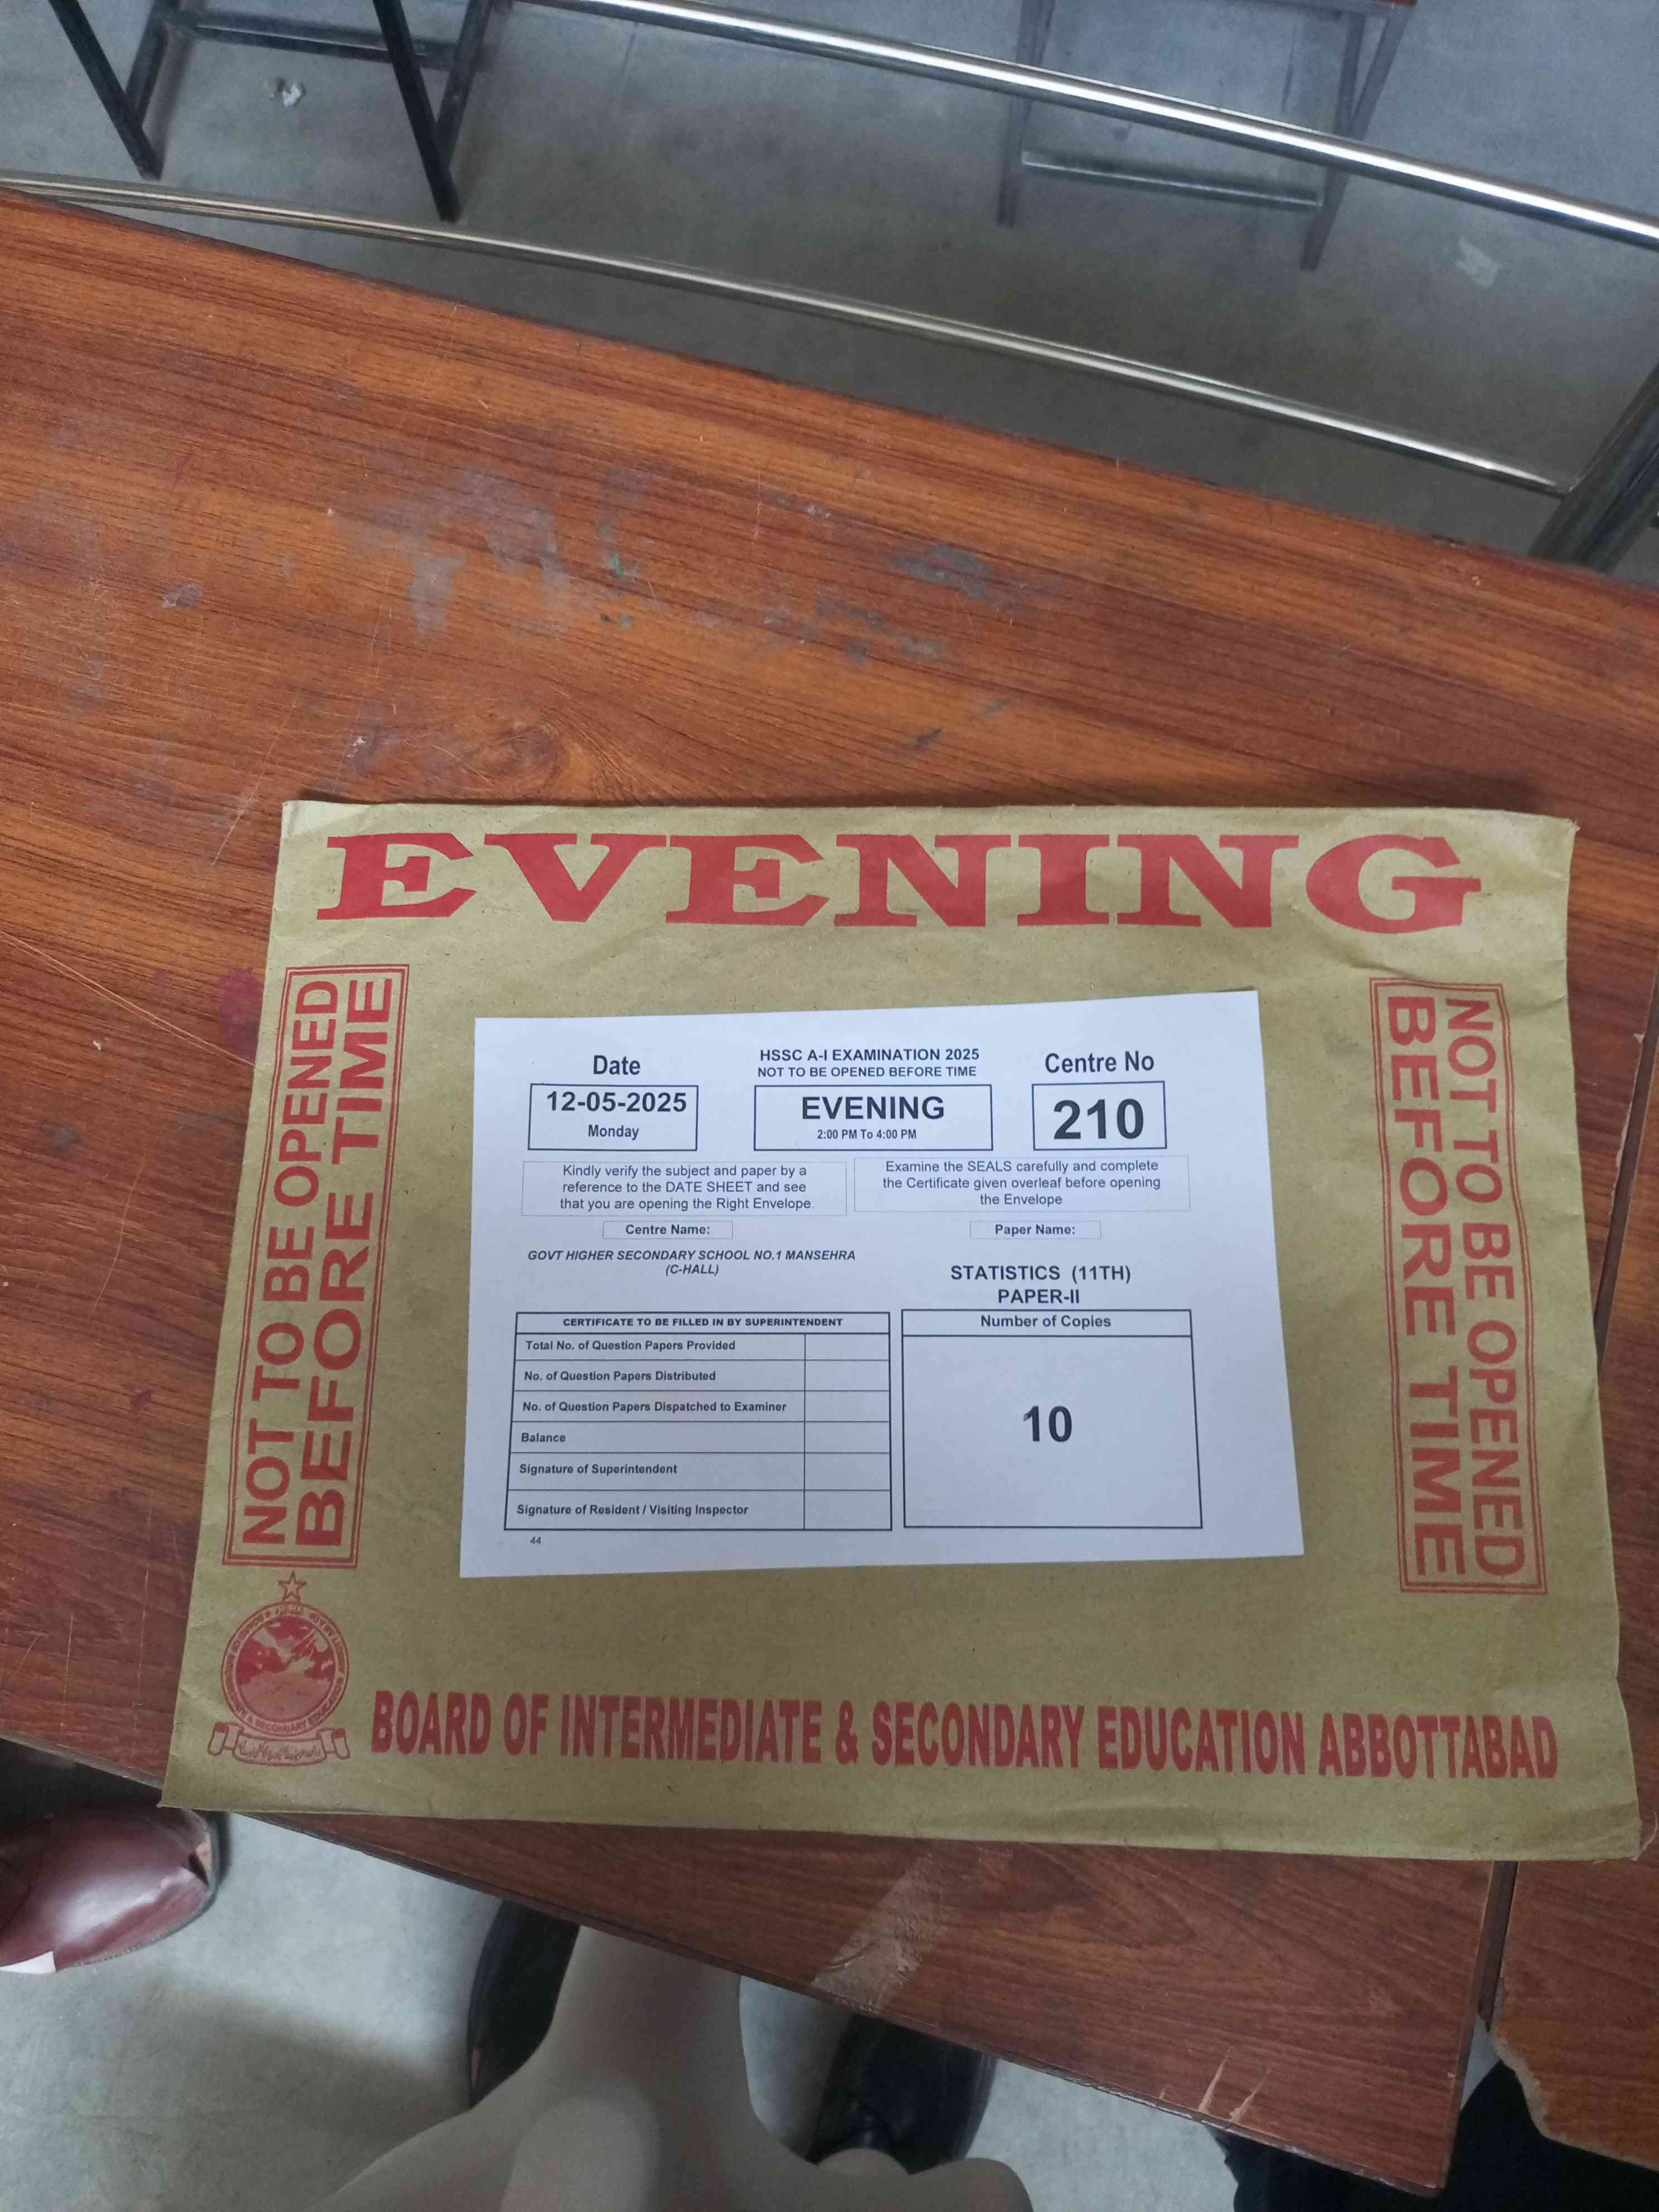 EVENING
NOT TO BE OPENED
BEFORE TIME
NOT TO BE OPENED
BEFORE TIME
Date
12-05-2025
Monday
HSSC A-I EXAMINATION 2025
NOT TO BE OPENED BEFORE TIME
EVENING
2:00 PM To 4:00 PM
Centre No
210
Kindly verify the subject and paper by a
reference to the DATE SHEET and see
that you are opening the Right Envelope.
Examine the SEALS carefully and complete
the Certificate given overleaf before opening
the Envelope
Centre Name:
GOVT HIGHER SECONDARY SCHOOL NO.1 MANSEHRA
(C-HALL)
Paper Name:
STATISTICS (11TH)
PAPER-II
CERTIFICATE TO BE FILLED IN BY SUPERINTENDENT
Total No. of Question Papers Provided
No. of Question Papers Distributed
No. of Question Papers Dispatched to Examiner
Balance
Signature of Superintendent
Signature of Resident / Visiting Inspector
Number of Copies
10
44
BOARD OF INTERMEDIATE & SECONDARY EDUCATION ABBOTTABAD